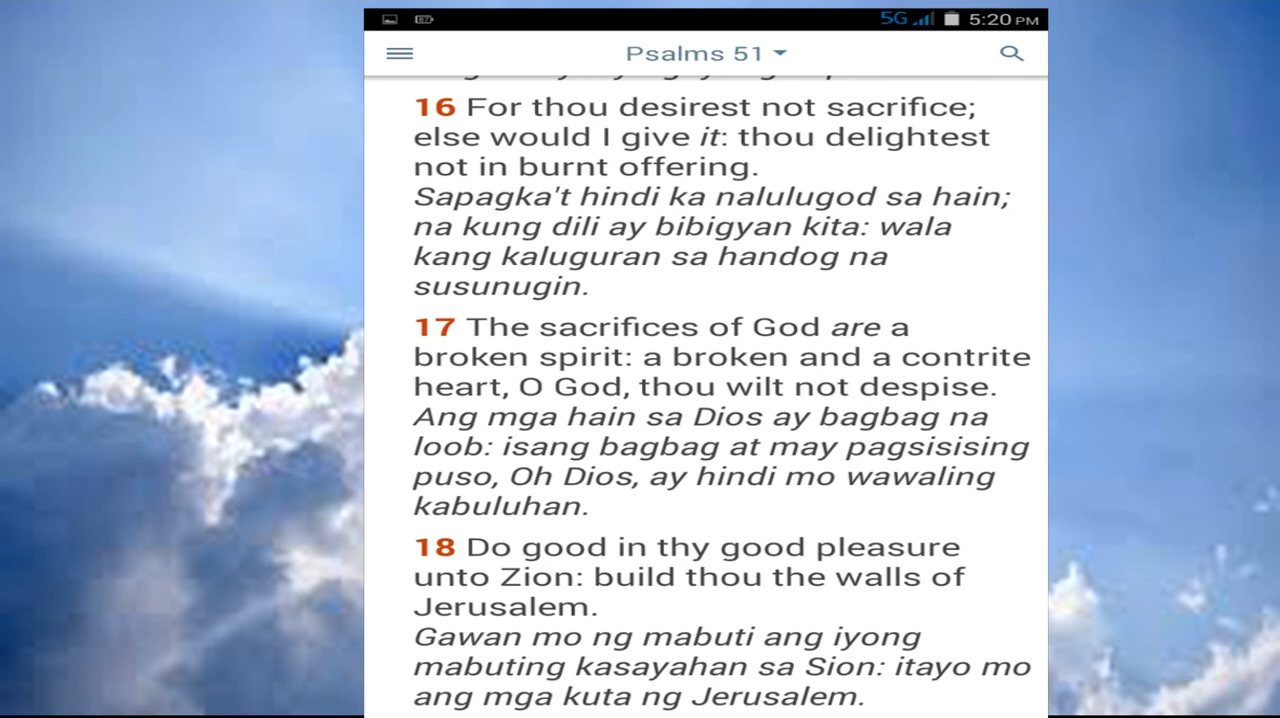 87
5G 5:20 PM
Psalms 51
16 For thou desirest not sacrifice;
else would I give it: thou delightest
not in burnt offering.
Sapagka't hindi ka nalulugod sa hain;
na kung dili ay bibigyan kita: wala
kang kaluguran sa handog na
susunugin.
17 The sacrifices of God are a
broken spirit: a broken and a contrite
heart, O God, thou wilt not despise.
Ang mga hain sa Dios ay bagbag na
loob: isang bagbag at may pagsisising
puso, Oh Dios, ay hindi mo wawaling
kabuluhan.
18 Do good in thy good pleasure
unto Zion: build thou the walls of
Jerusalem.
Gawan mo ng mabuti ang iyong
mabuting kasayahan sa Sion: itayo mo
ang mga kuta ng Jerusalem.